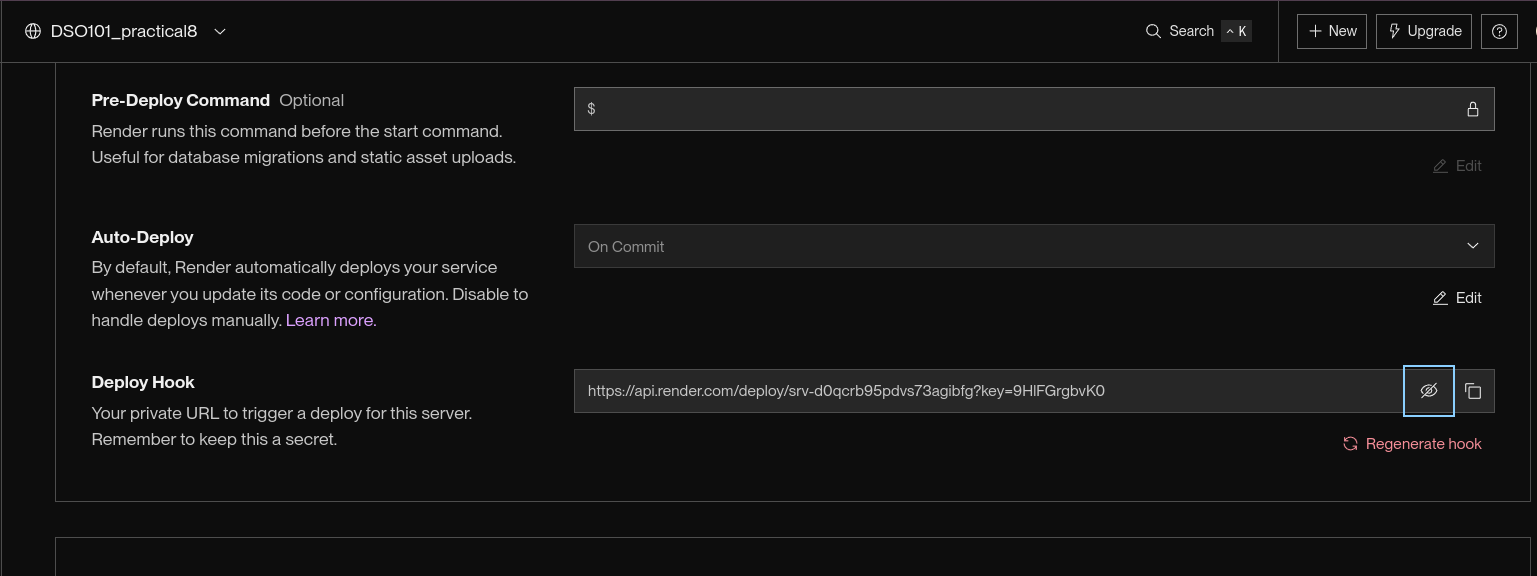 DSO101_practical8
Search
K
New
Upgrade
Pre-Deploy Command Optional
Render runs this command before the start command.
Useful for database migrations and static asset uploads.
$
Edit
Auto-Deploy
By default, Render automatically deploys your service
whenever you update its code or configuration. Disable to
handle deploys manually. Learn more.
On Commit
Edit
Deploy Hook
Your private URL to trigger a deploy for this server.
Remember to keep this a secret.
https://api.render.com/deploy/srv-d0qcrb95pdvs73agibfg?key=9HlFGrgbvK0
Regenerate hook